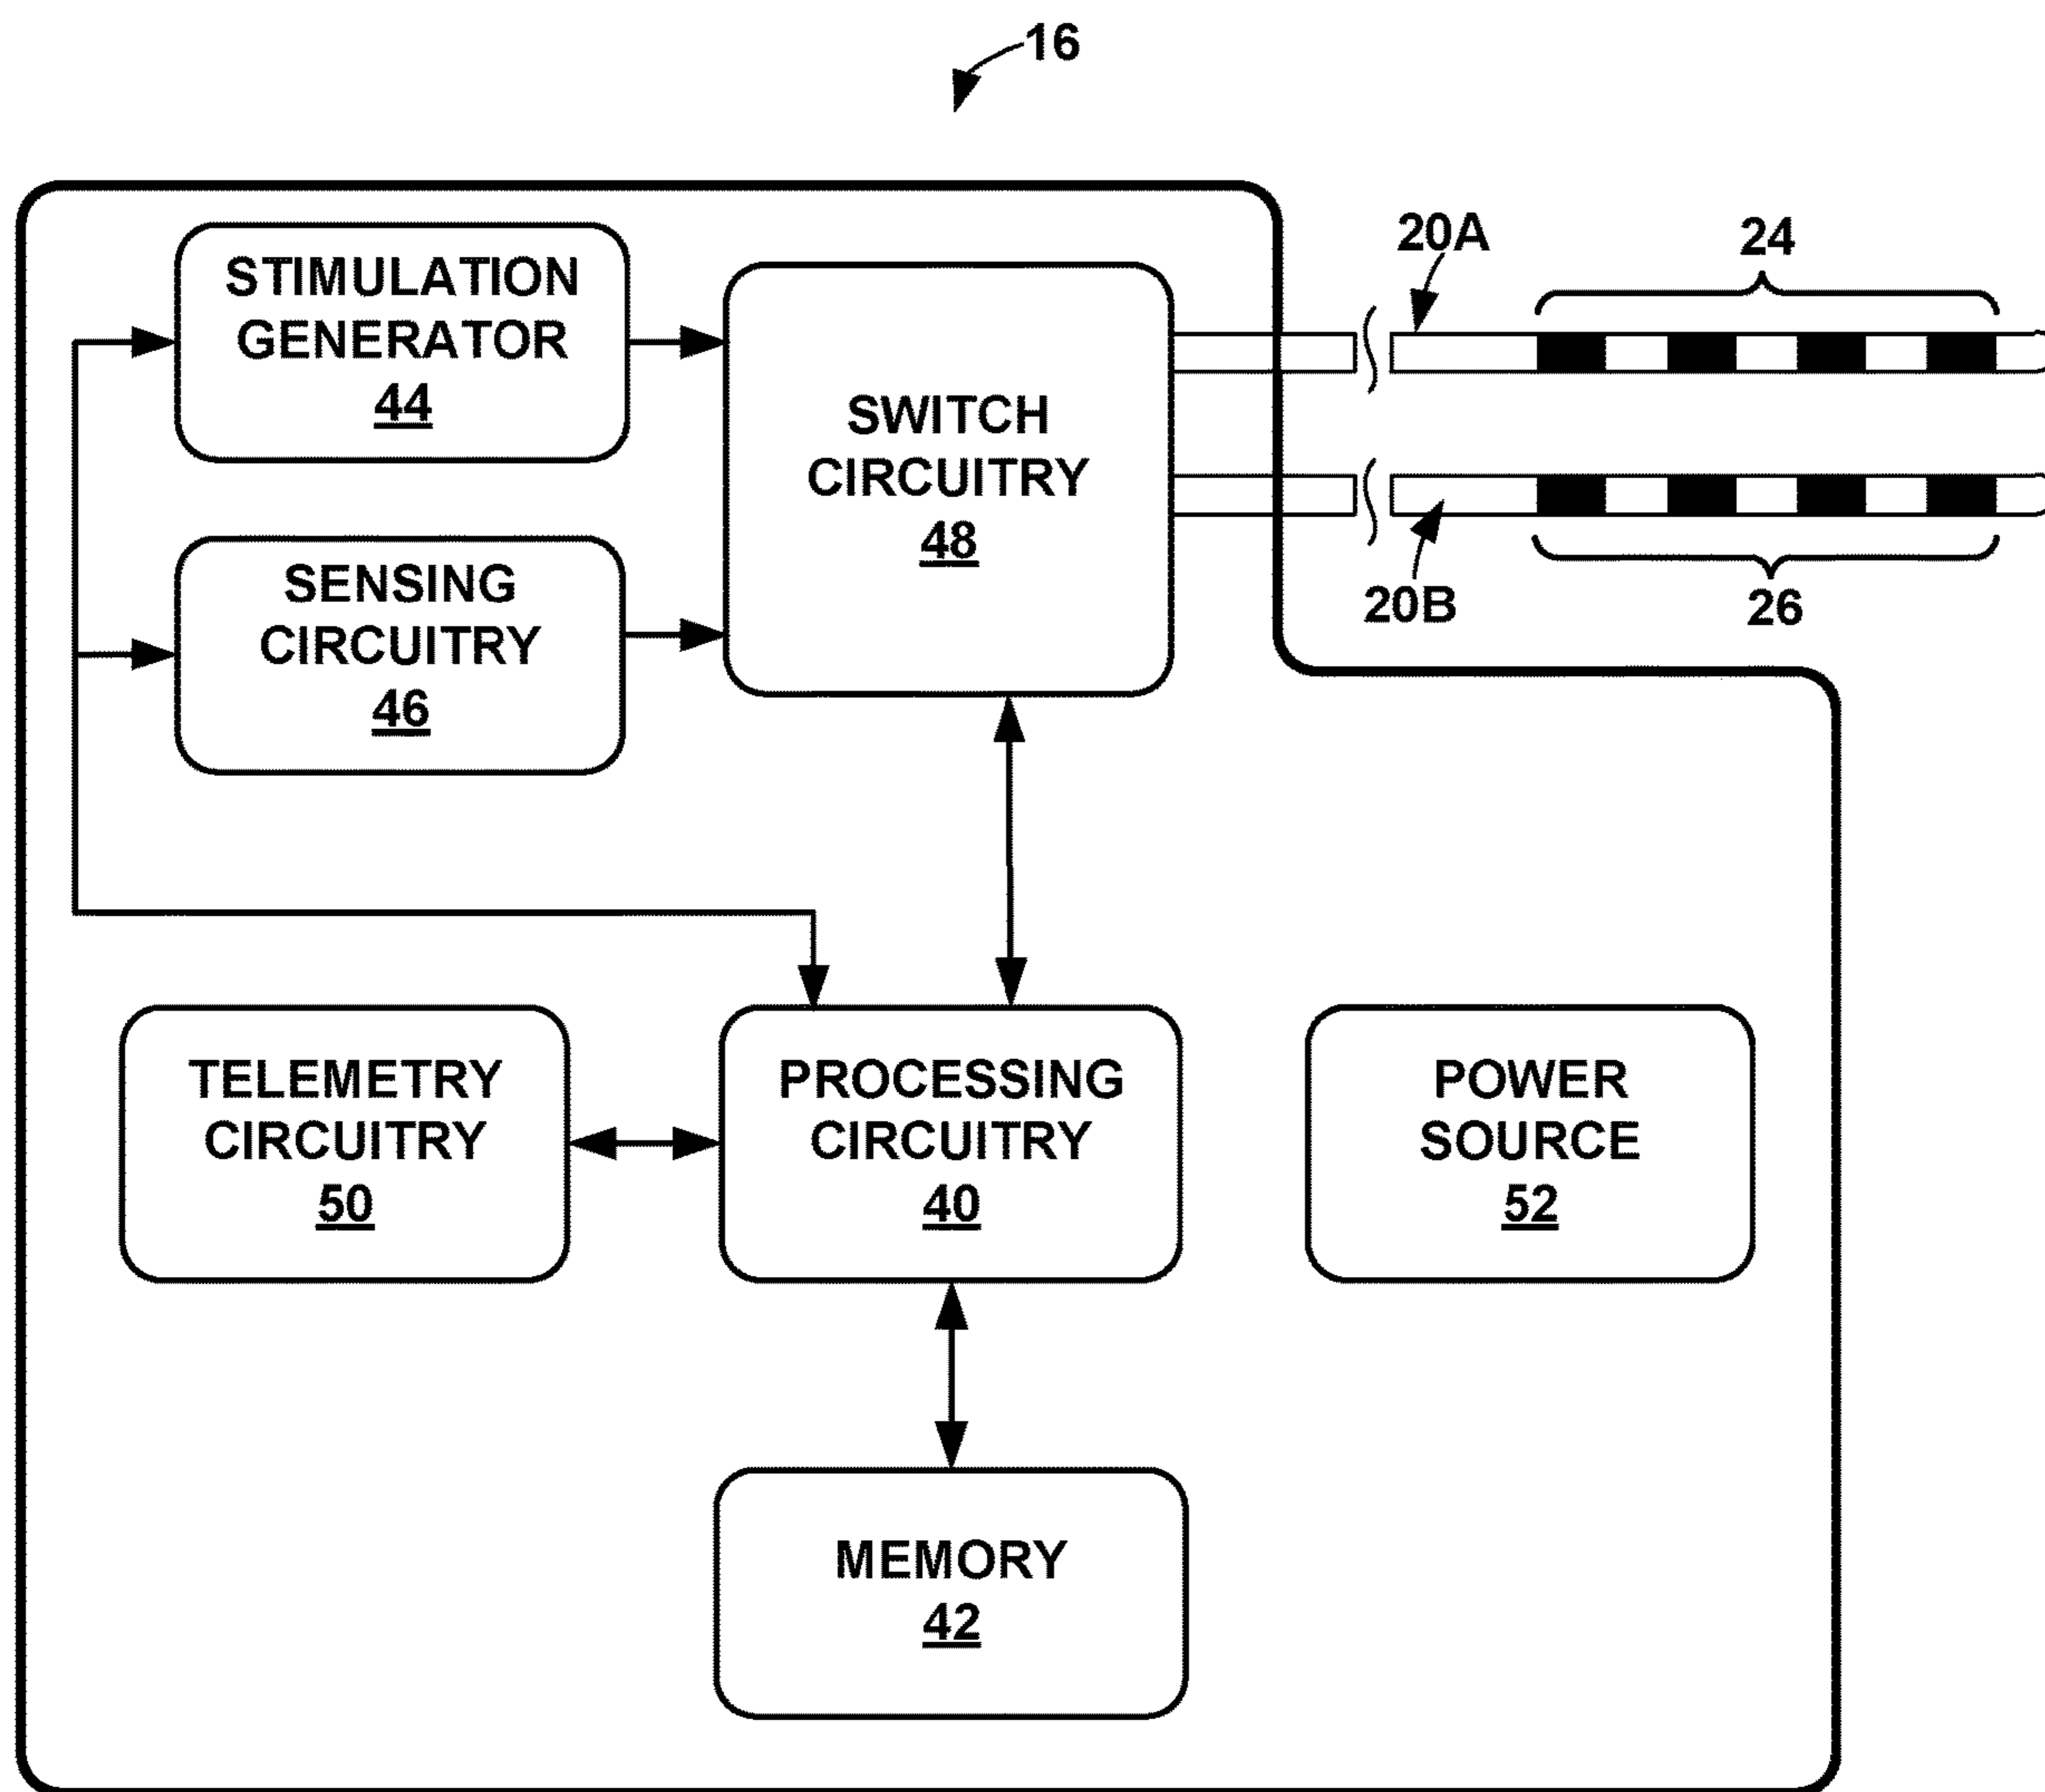 16
20A
24
STIMULATION
GENERATOR
44
SWITCH
CIRCUITRY
48
SENSING
CIRCUITRY
46
20B
26
TELEMETRY
CIRCUITRY
50
PROCESSING
CIRCUITRY
40
POWER
SOURCE
52
MEMORY
42